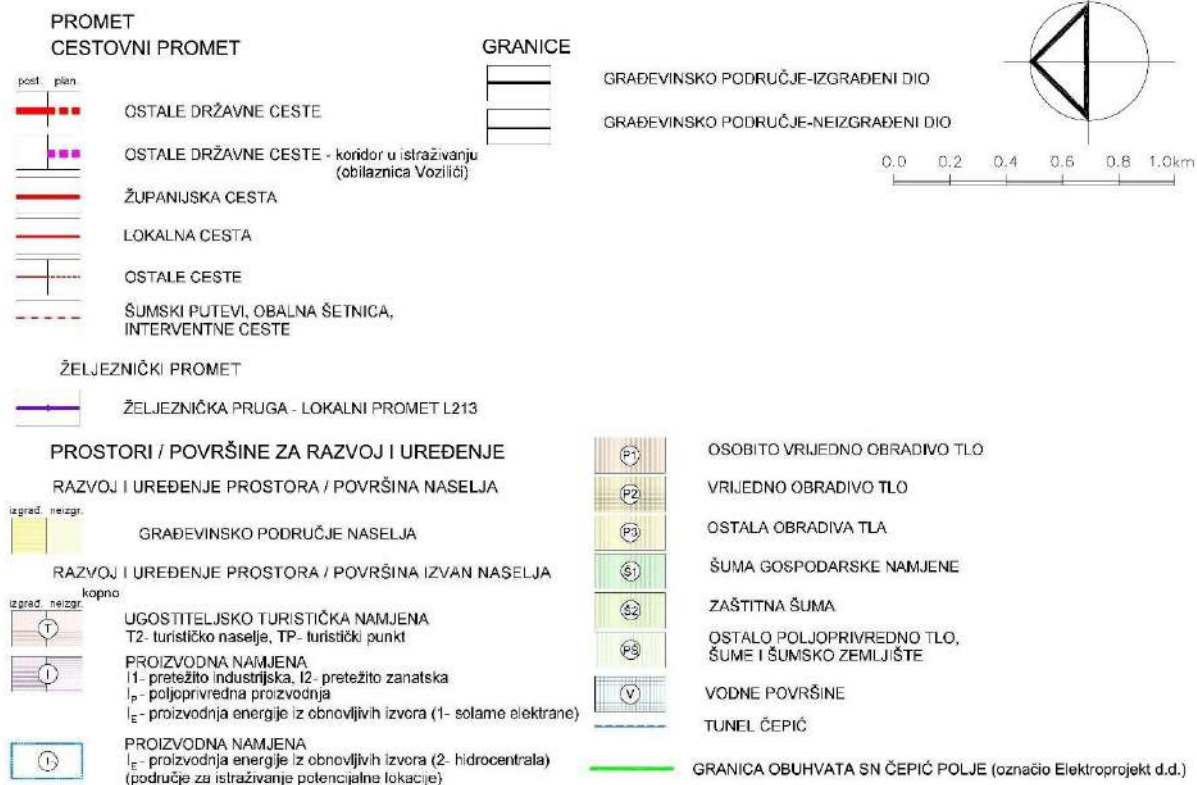 PROMET
CESTOVNI PROMET
post. plan.
OSTALE DRŽAVNE CESTE
OSTALE DRŽAVNE CESTE - koridor u istraživanju
(obilaznica Vozilići)
ŽUPANIJSKA CESTA
LOKALNA CESTA
OSTALE CESTE
ŠUMSKI PUTEVI, OBALNA ŠETNICA,
INTERVENTNE CESTE
ŽELJEZNIČKI PROMET
ŽELJEZNIČKA PRUGA - LOKALNI PROMET L213
GRANICE
GRAĐEVINSKO PODRUČJE-IZGRAĐENI DIO
GRAĐEVINSKO PODRUČJE-NEIZGRAĐENI DIO
0.0 0.2 0.4 0.6 0.8 1.0km
PROSTORI / POVRŠINE ZA RAZVOJ I UREĐENJE
RAZVOJ I UREĐENJE PROSTORA / POVRŠINA NASELJA
izgrađ. neizgr.
GRAĐEVINSKO PODRUČJE NASELJA
RAZVOJ I UREĐENJE PROSTORA / POVRŠINA IZVAN NASELJA
kopno
izgrađ. neizgr.
T
UGOSTITELJSKO TURISTIČKA NAMJENA
T2- turističko naselje, TP- turistički punkt
I
PROIZVODNA NAMJENA
I1- pretežito industrijska, I2- pretežito zanatska
Ip- poljoprivredna proizvodnja
IE- proizvodnja energije iz obnovljivih izvora (1- solarne elektrane)
I
PROIZVODNA NAMJENA
IE- proizvodnja energije iz obnovljivih izvora (2- hidrocentrala)
(područje za istraživanje potencijalne lokacije)
P1 OSOBITO VRIJEDNO OBRADIVO TLO
P2 VRIJEDNO OBRADIVO TLO
P3 OSTALA OBRADIVA TLA
Š1 ŠUMA GOSPODARSKE NAMJENE
Š2 ZAŠTITNA ŠUMA
PŠ OSTALO POLJOPRIVREDNO TLO,
ŠUME I ŠUMSKO ZEMLJIŠTE
V VODNE POVRŠINE
TUNEL ČEPIĆ
GRANICA OBUHVATA SN ČEPIĆ POLJE (označio Elektroprojekt d.d.)